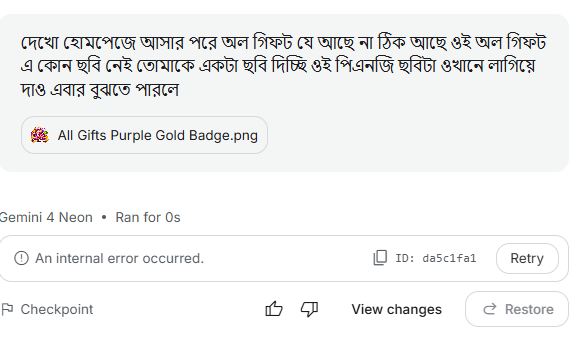 দেখো হোমপেজে আসার পরে অল গিফট যে আছে না ঠিক আছে ওই অল গিফট
এ কোন ছবি নেই তোমাকে একটা ছবি দিচ্ছি ওই পিএনজি ছবিটা ওখানে লাগিয়ে
দাও এবার বুঝতে পারলে
All Gifts Purple Gold Badge.png
Gemini 4 Neon • Ran for 0s
An internal error occurred. ID: da5c1fa1 Retry
Checkpoint View changes Restore